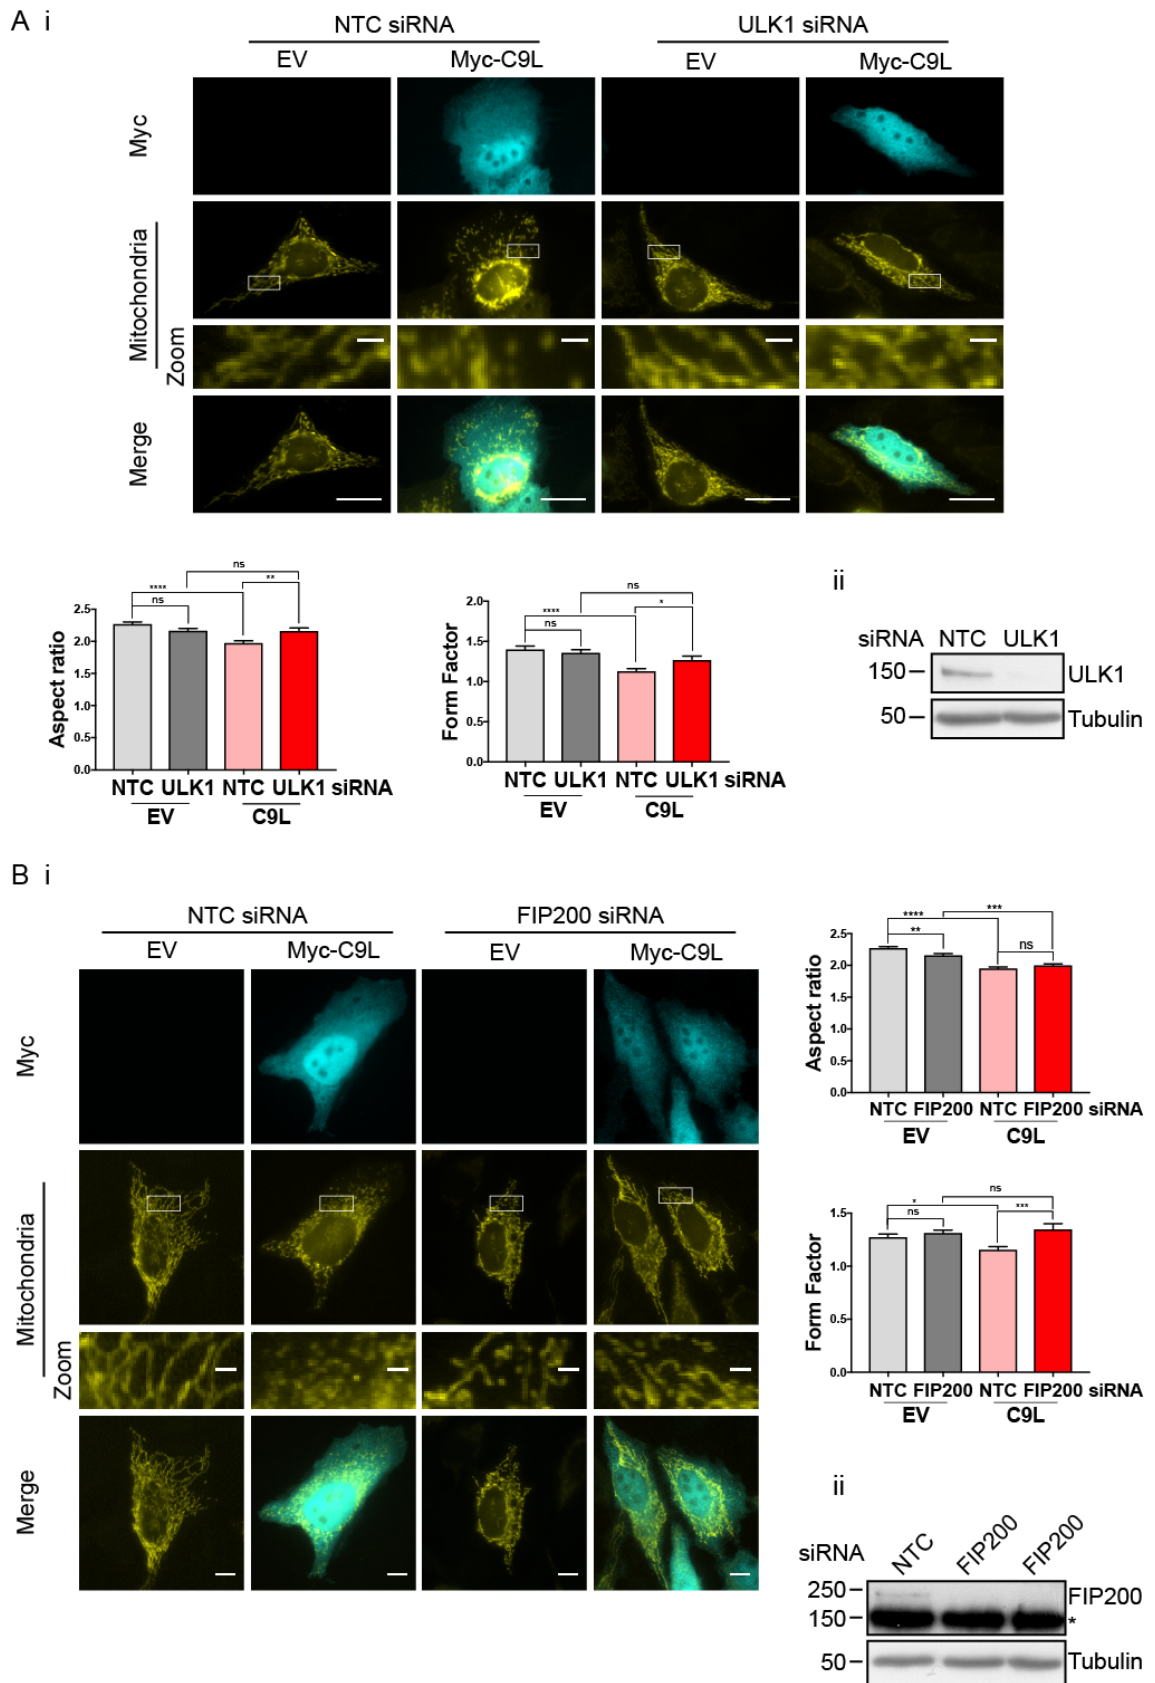 A i
NTC siRNA ULK1 siRNA
EV Myc-C9L EV Myc-C9L
Myc
Mitochondria
Zoom
Merge
ns
**** **
ns
2.5
2.0
1.5
1.0
0.5
0.0
Aspect ratio
NTC ULK1 NTC ULK1 siRNA
EV C9L
ns
**** *
ns
2.0
1.5
1.0
0.5
0.0
Form Factor
NTC ULK1 NTC ULK1 siRNA
EV C9L
ii
siRNA NTC ULK1
150 ULK1
50 Tubulin
B i
NTC siRNA FIP200 siRNA
EV Myc-C9L EV Myc-C9L
Myc
Mitochondria
Zoom
Merge
**** ***
** ns
2.5
2.0
1.5
1.0
0.5
0.0
Aspect ratio
NTC FIP200 NTC FIP200 siRNA
EV C9L
ns
* ***
ns
1.5
1.0
0.5
0.0
Form Factor
NTC FIP200 NTC FIP200 siRNA
EV C9L
ii
siRNA NTC FIP200 FIP200
250 FIP200
150 *
50 Tubulin